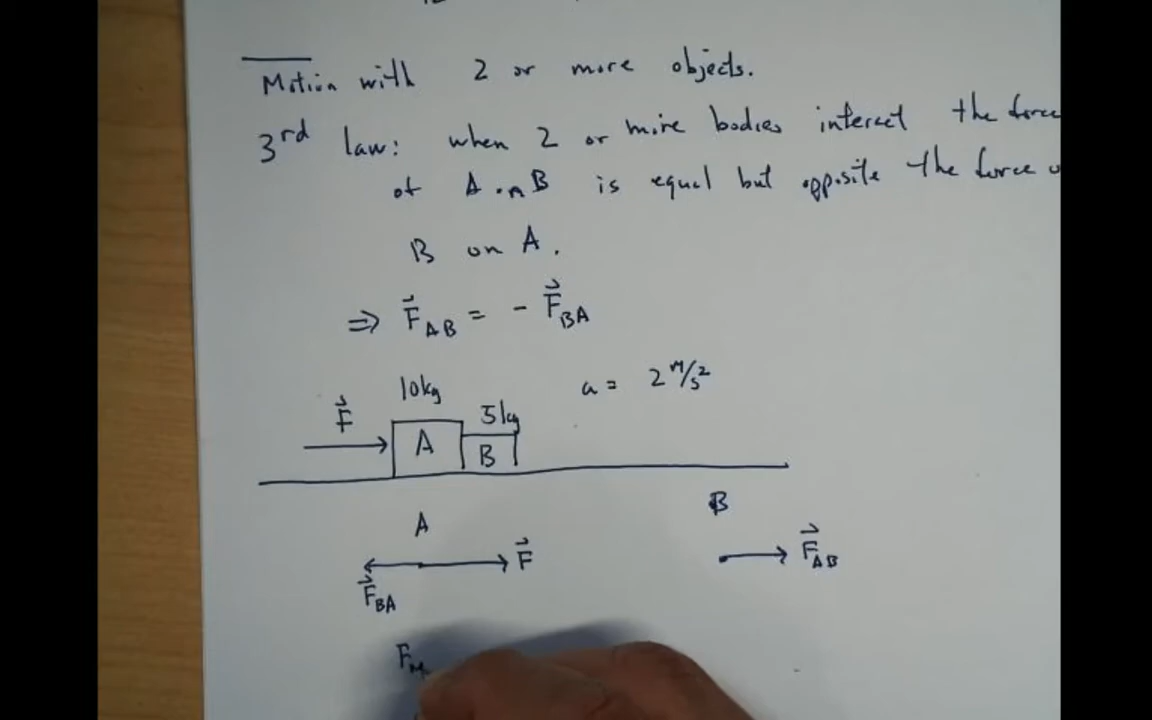 Motion with 2 or more objects.
3rd law: when 2 or more bodies interect the force
of A on B is equal but opposite the force
B on A.
⇒ F⃗AB = - F⃗BA
10kg a = 2 m/s²
F⃗ 5kg
A B
A B
F⃗ F⃗AB
F⃗BA